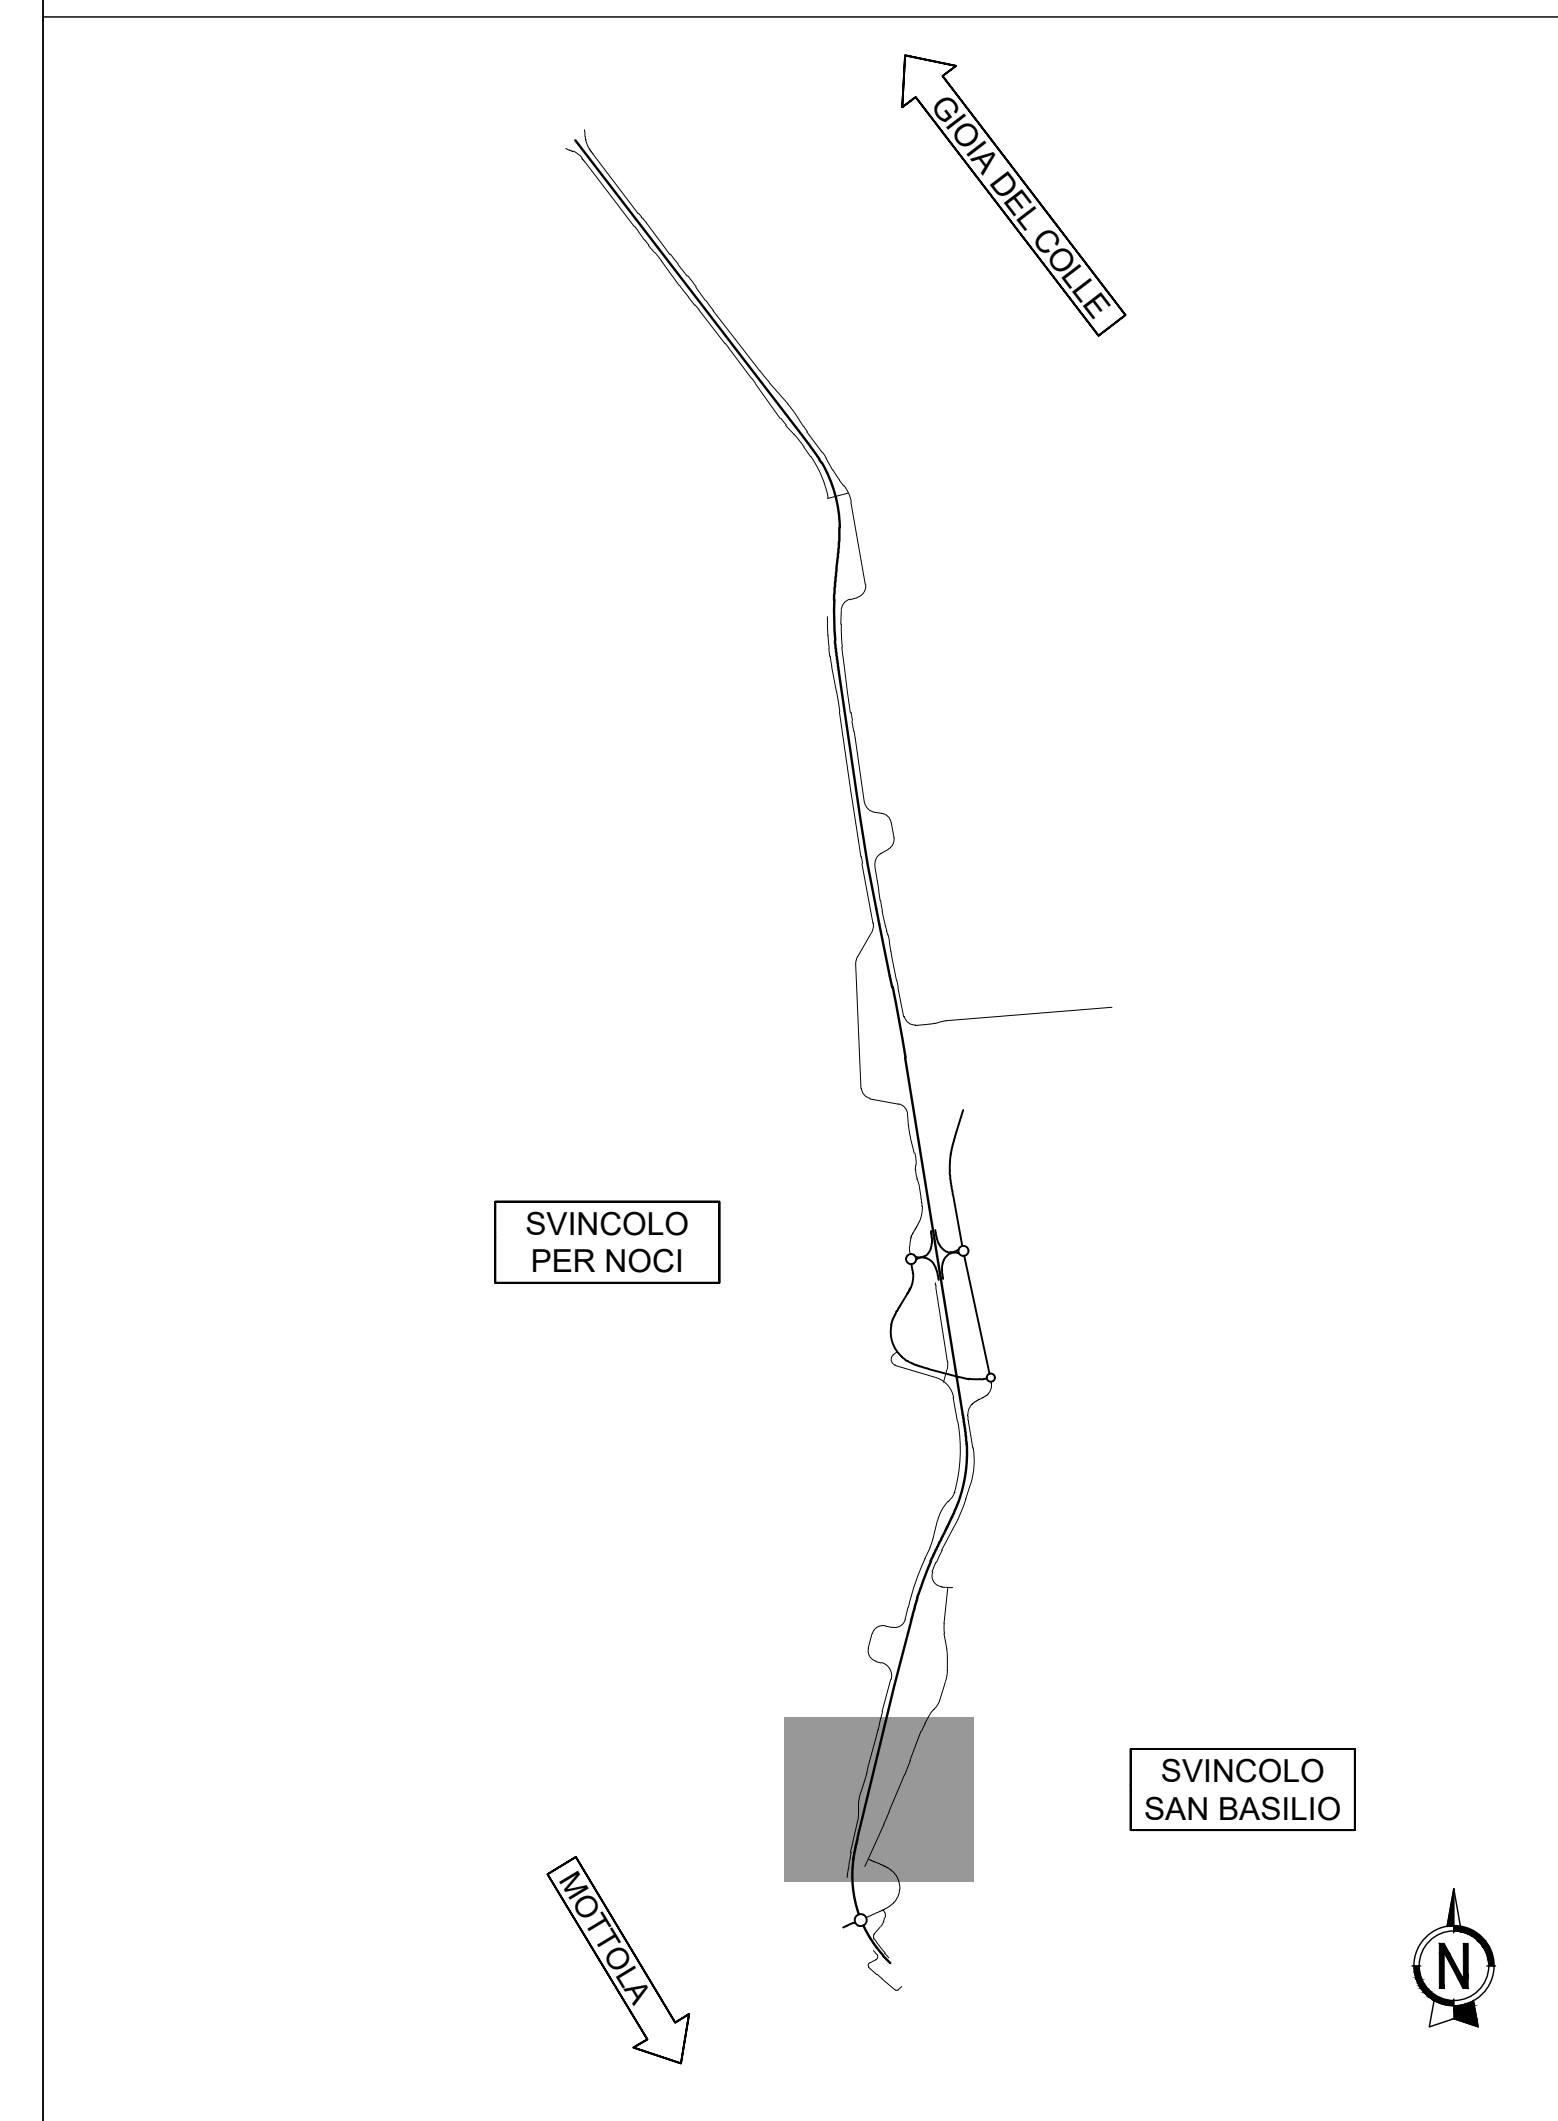 GIOIA DEL COLLE
SVINCOLO
PER NOCI
SVINCOLO
SAN BASILIO
MOTTOLA
N